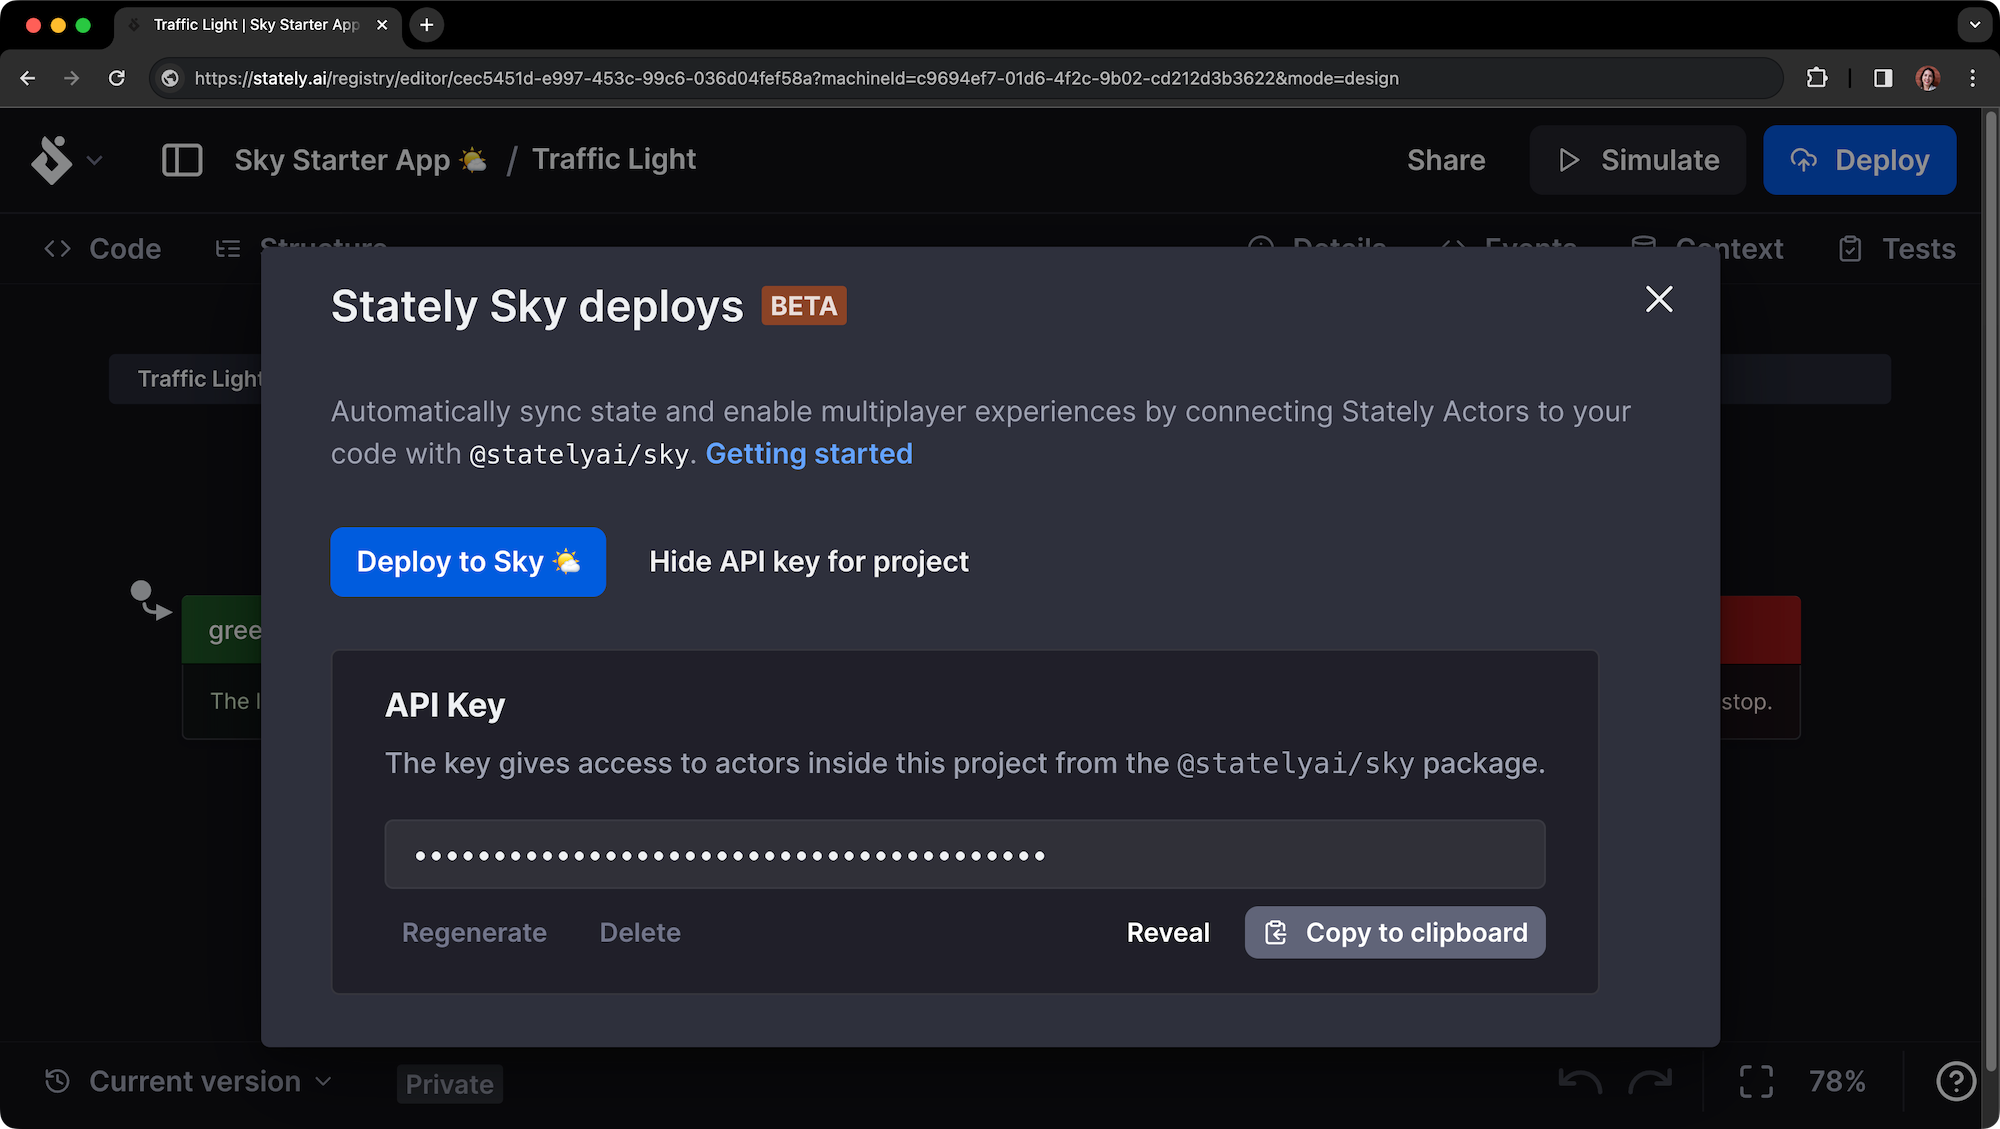 Traffic Light | Sky Starter App
https://stately.ai/registry/editor/cec5451d-e997-453c-99c6-036d04fef58a?machineId=c9694ef7-01d6-4f2c-9b02-cd212d3b3622&mode=design
Sky Starter App 🌤️ / Traffic Light
Share
Simulate
Deploy
Code
Structure
Details
Events
Context
Tests
Stately Sky deploys BETA
Traffic Light
Automatically sync state and enable multiplayer experiences by connecting Stately Actors to your
code with @statelyai/sky. Getting started
Deploy to Sky 🌤️
Hide API key for project
gree
The l
stop.
API Key
The key gives access to actors inside this project from the @statelyai/sky package.
••••••••••••••••••••••••••••••••••••••••
Regenerate
Delete
Reveal
Copy to clipboard
Current version
Private
78%